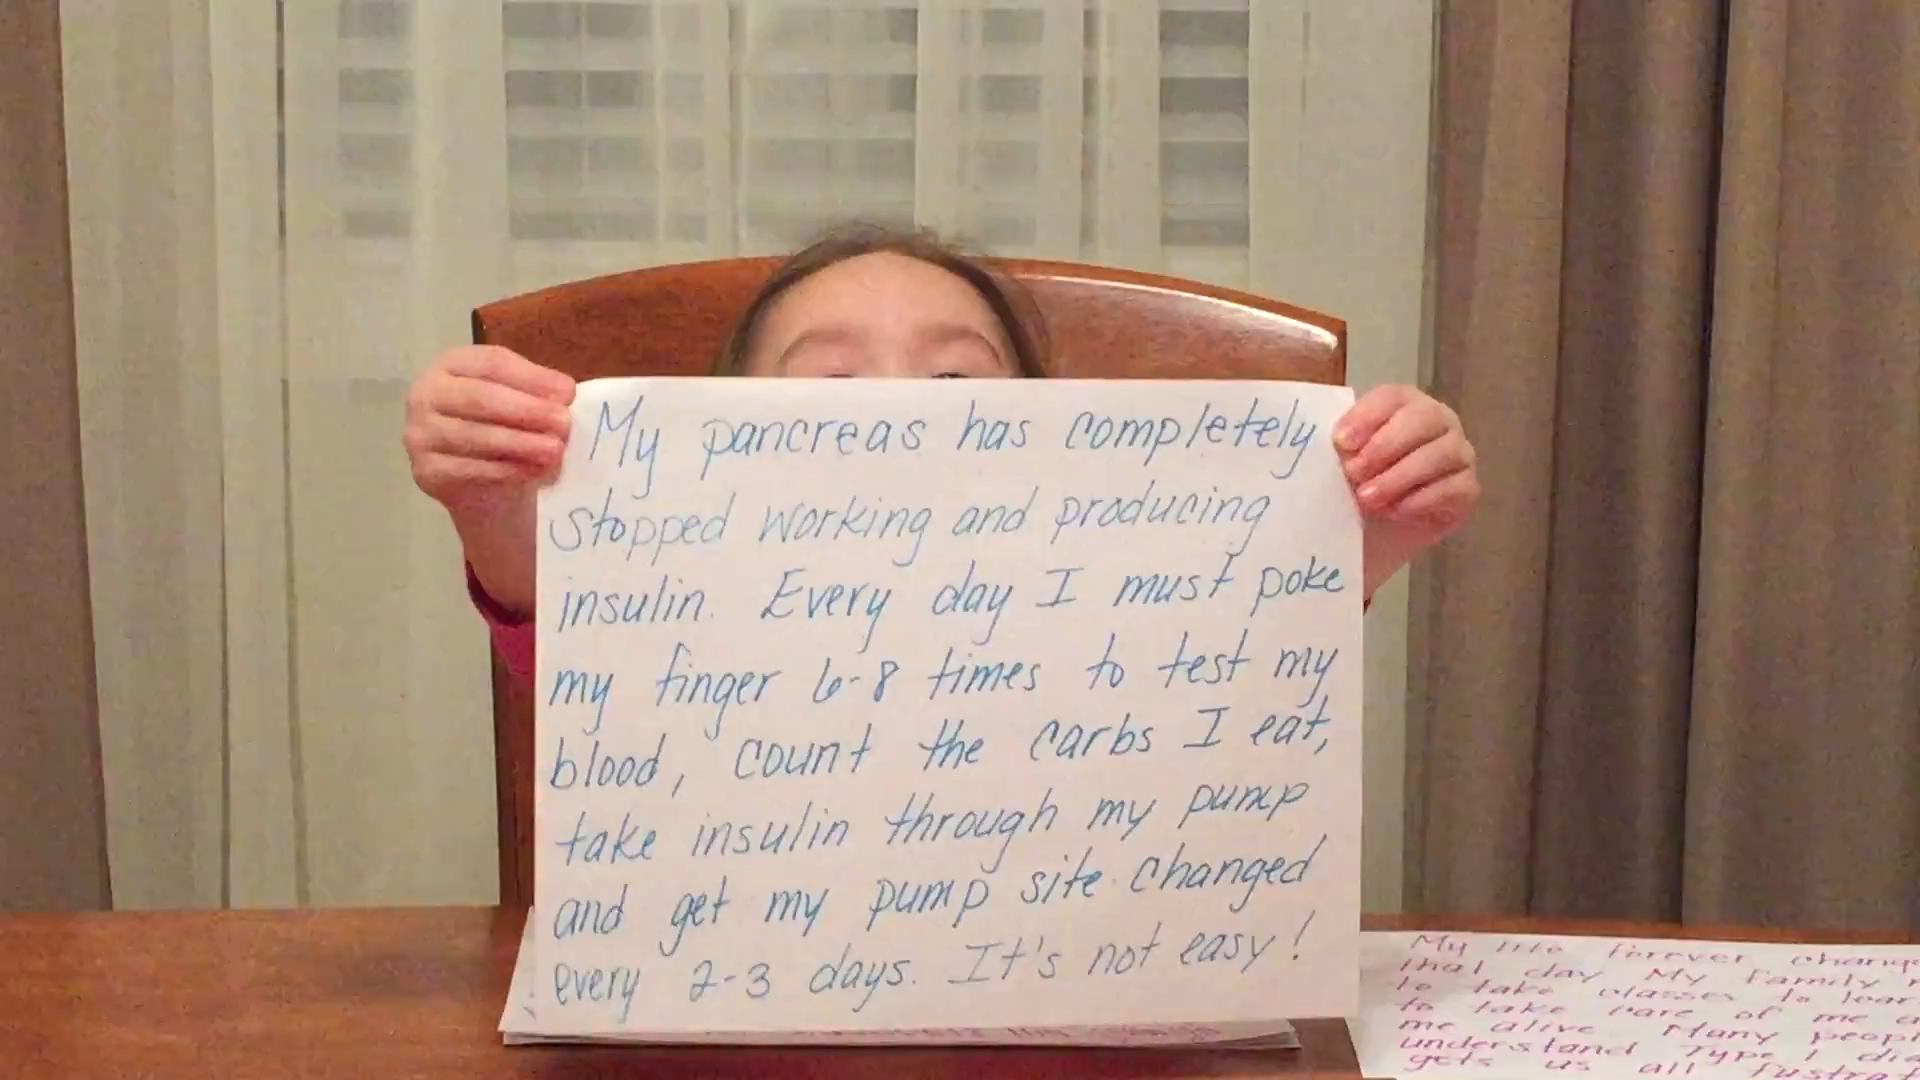 My pancreas has completely
stopped working and producing
insulin. Every day I must poke
my finger 6-8 times to test my
blood, count the carbs I eat,
take insulin through my pump
and get my pump site changed
every 2-3 days. It's not easy!
My life forever
that day My Family
to take classes to
to take care of me
me alive Many
understand Type 1
gets us all